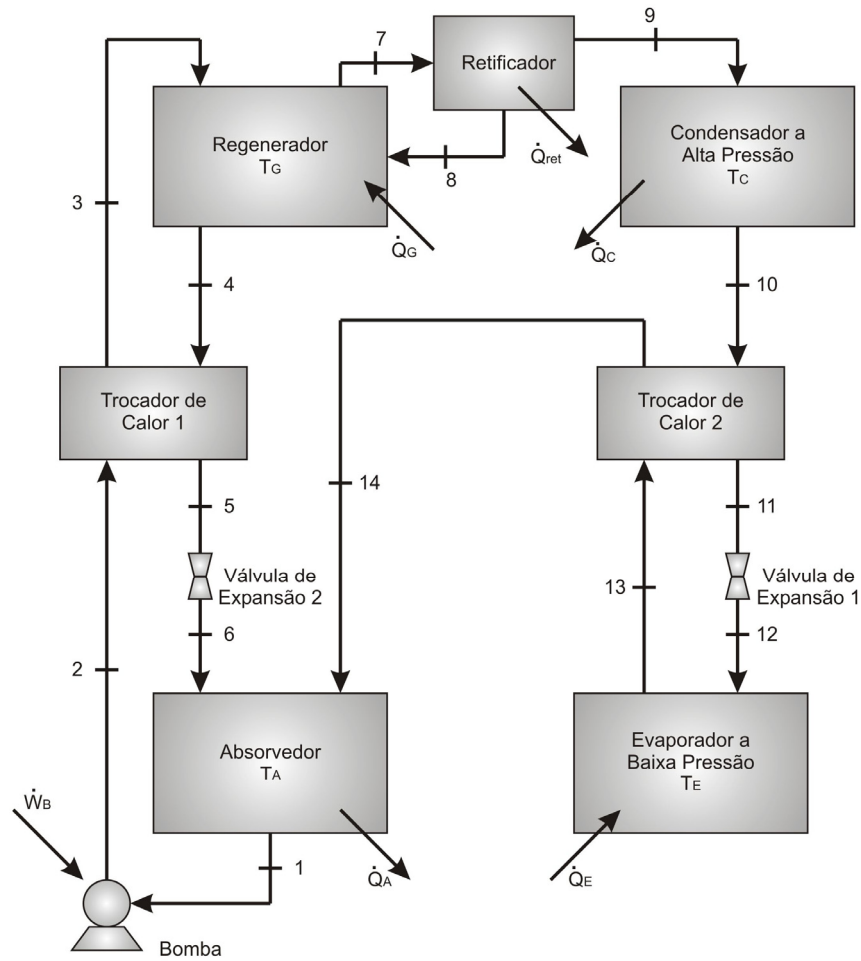 9
7
Retificador
Regenerador
TG
Condensador a
Alta Pressão
TC
Q̇ret
8
3
Q̇G
Q̇C
4
10
Trocador de
Calor 1
Trocador de
Calor 2
14
5
11
Válvula de
Expansão 2
Válvula de
Expansão 1
13
6
12
2
Absorvedor
TA
Evaporador a
Baixa Pressão
TE
ẆB
1
Q̇A
Q̇E
Bomba